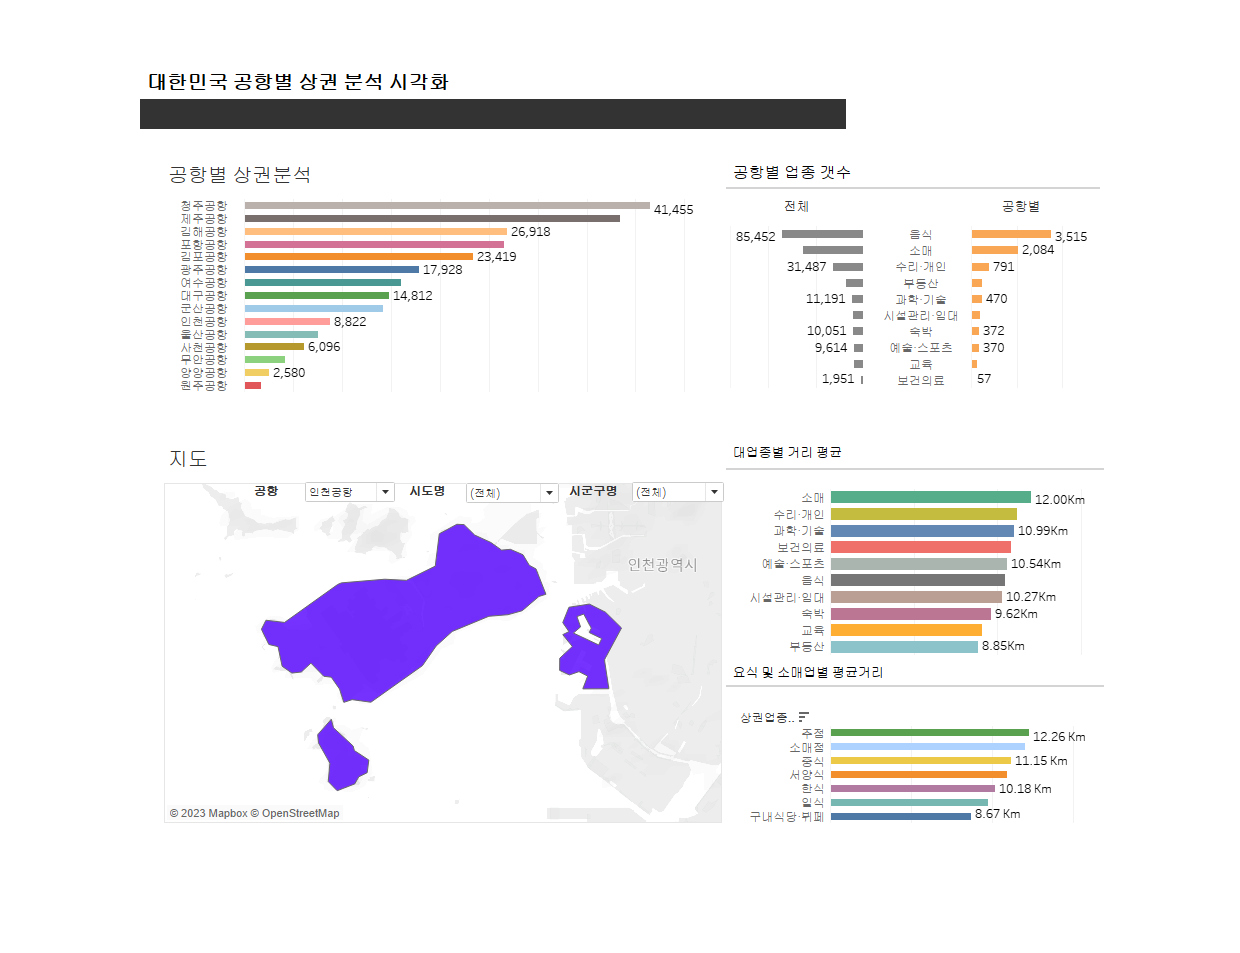 대한민국 공항별 상권 분석 시각화
공항별 상권분석
청주공항 41,455
제주공항
김해공항 26,918
포항공항
김포공항 23,419
광주공항 17,928
여수공항
대구공항 14,812
군산공항
인천공항 8,822
울산공항
사천공항 6,096
무안공항
양양공항 2,580
원주공항
공항별 업종 갯수
전체 공항별
85,452 음식 3,515
소매 2,084
31,487 수리·개인 791
부동산
11,191 과학·기술 470
시설관리·임대
10,051 숙박 372
9,614 예술·스포츠 370
교육
1,951 보건의료 57
지도
공항 인천공항 시도명 (전체) 시군구명 (전체)
인천광역시
© 2023 Mapbox © OpenStreetMap
대업종별 거리 평균
소매 12.00Km
수리·개인
과학·기술 10.99Km
보건의료
예술·스포츠 10.54Km
음식
시설관리·임대 10.27Km
숙박 9.62Km
교육
부동산 8.85Km
요식 및 소매업별 평균거리
상권업종..
주점 12.26 Km
소매점
중식 11.15 Km
서양식
한식 10.18 Km
일식
구내식당·뷔페 8.67 Km